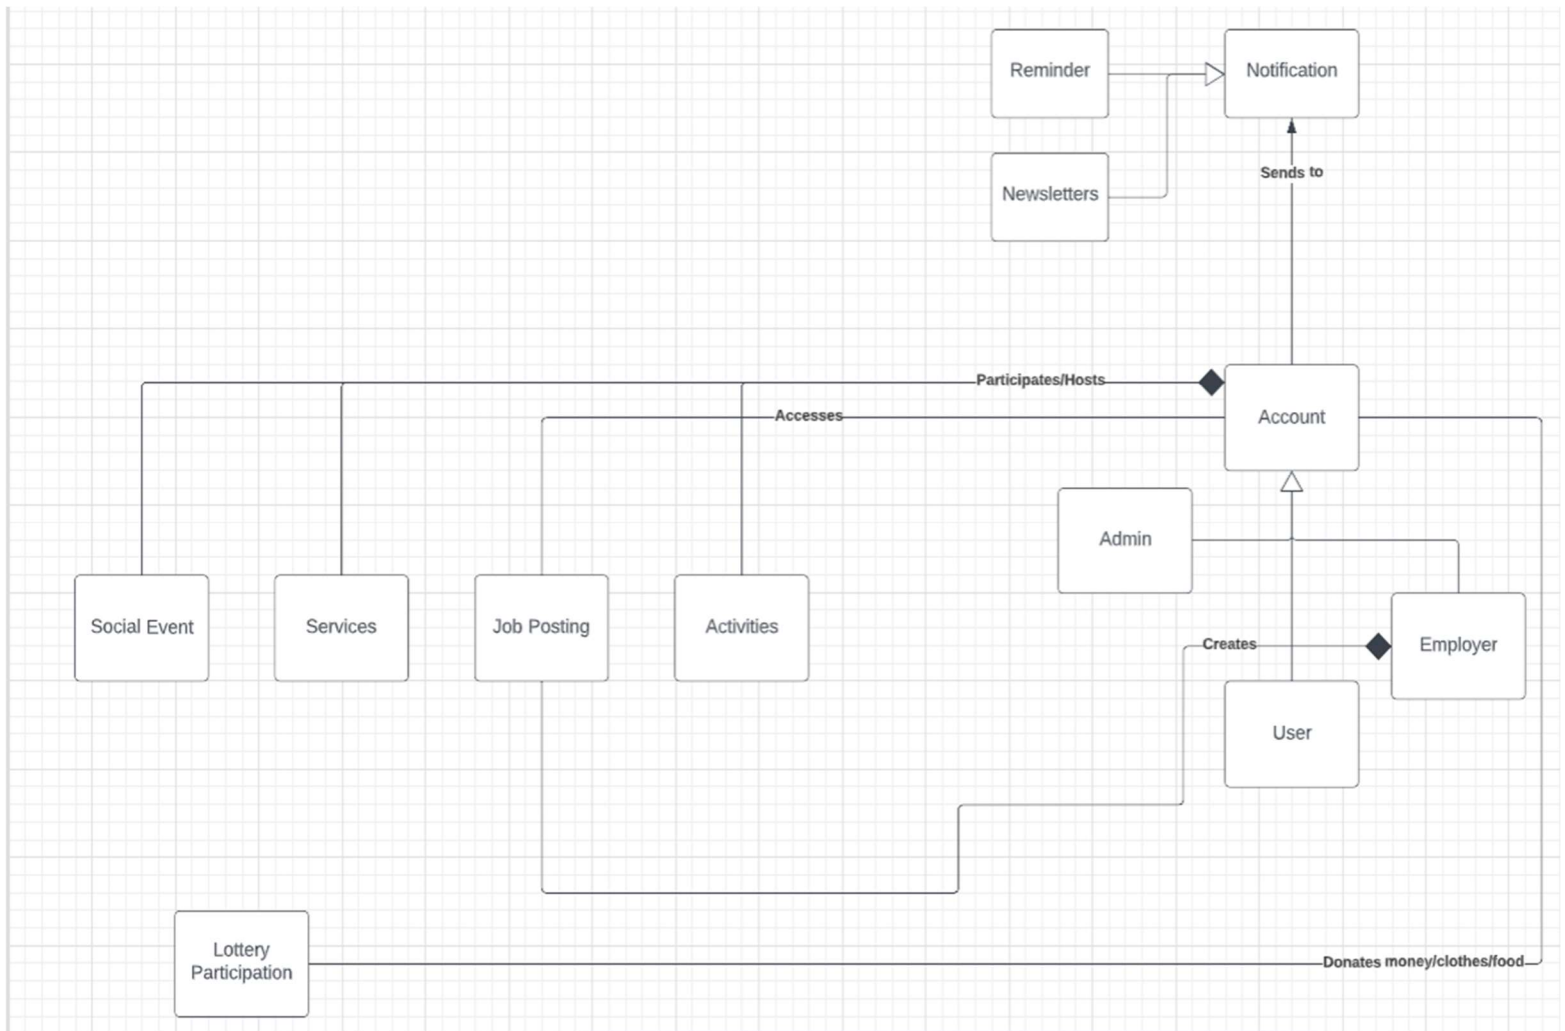 Reminder
Notification
Sends to
Newsletters
Participates/Hosts
Accesses
Account
Admin
Social Event
Services
Job Posting
Activities
Creates
Employer
User
Lottery
Participation
Donates money/clothes/food